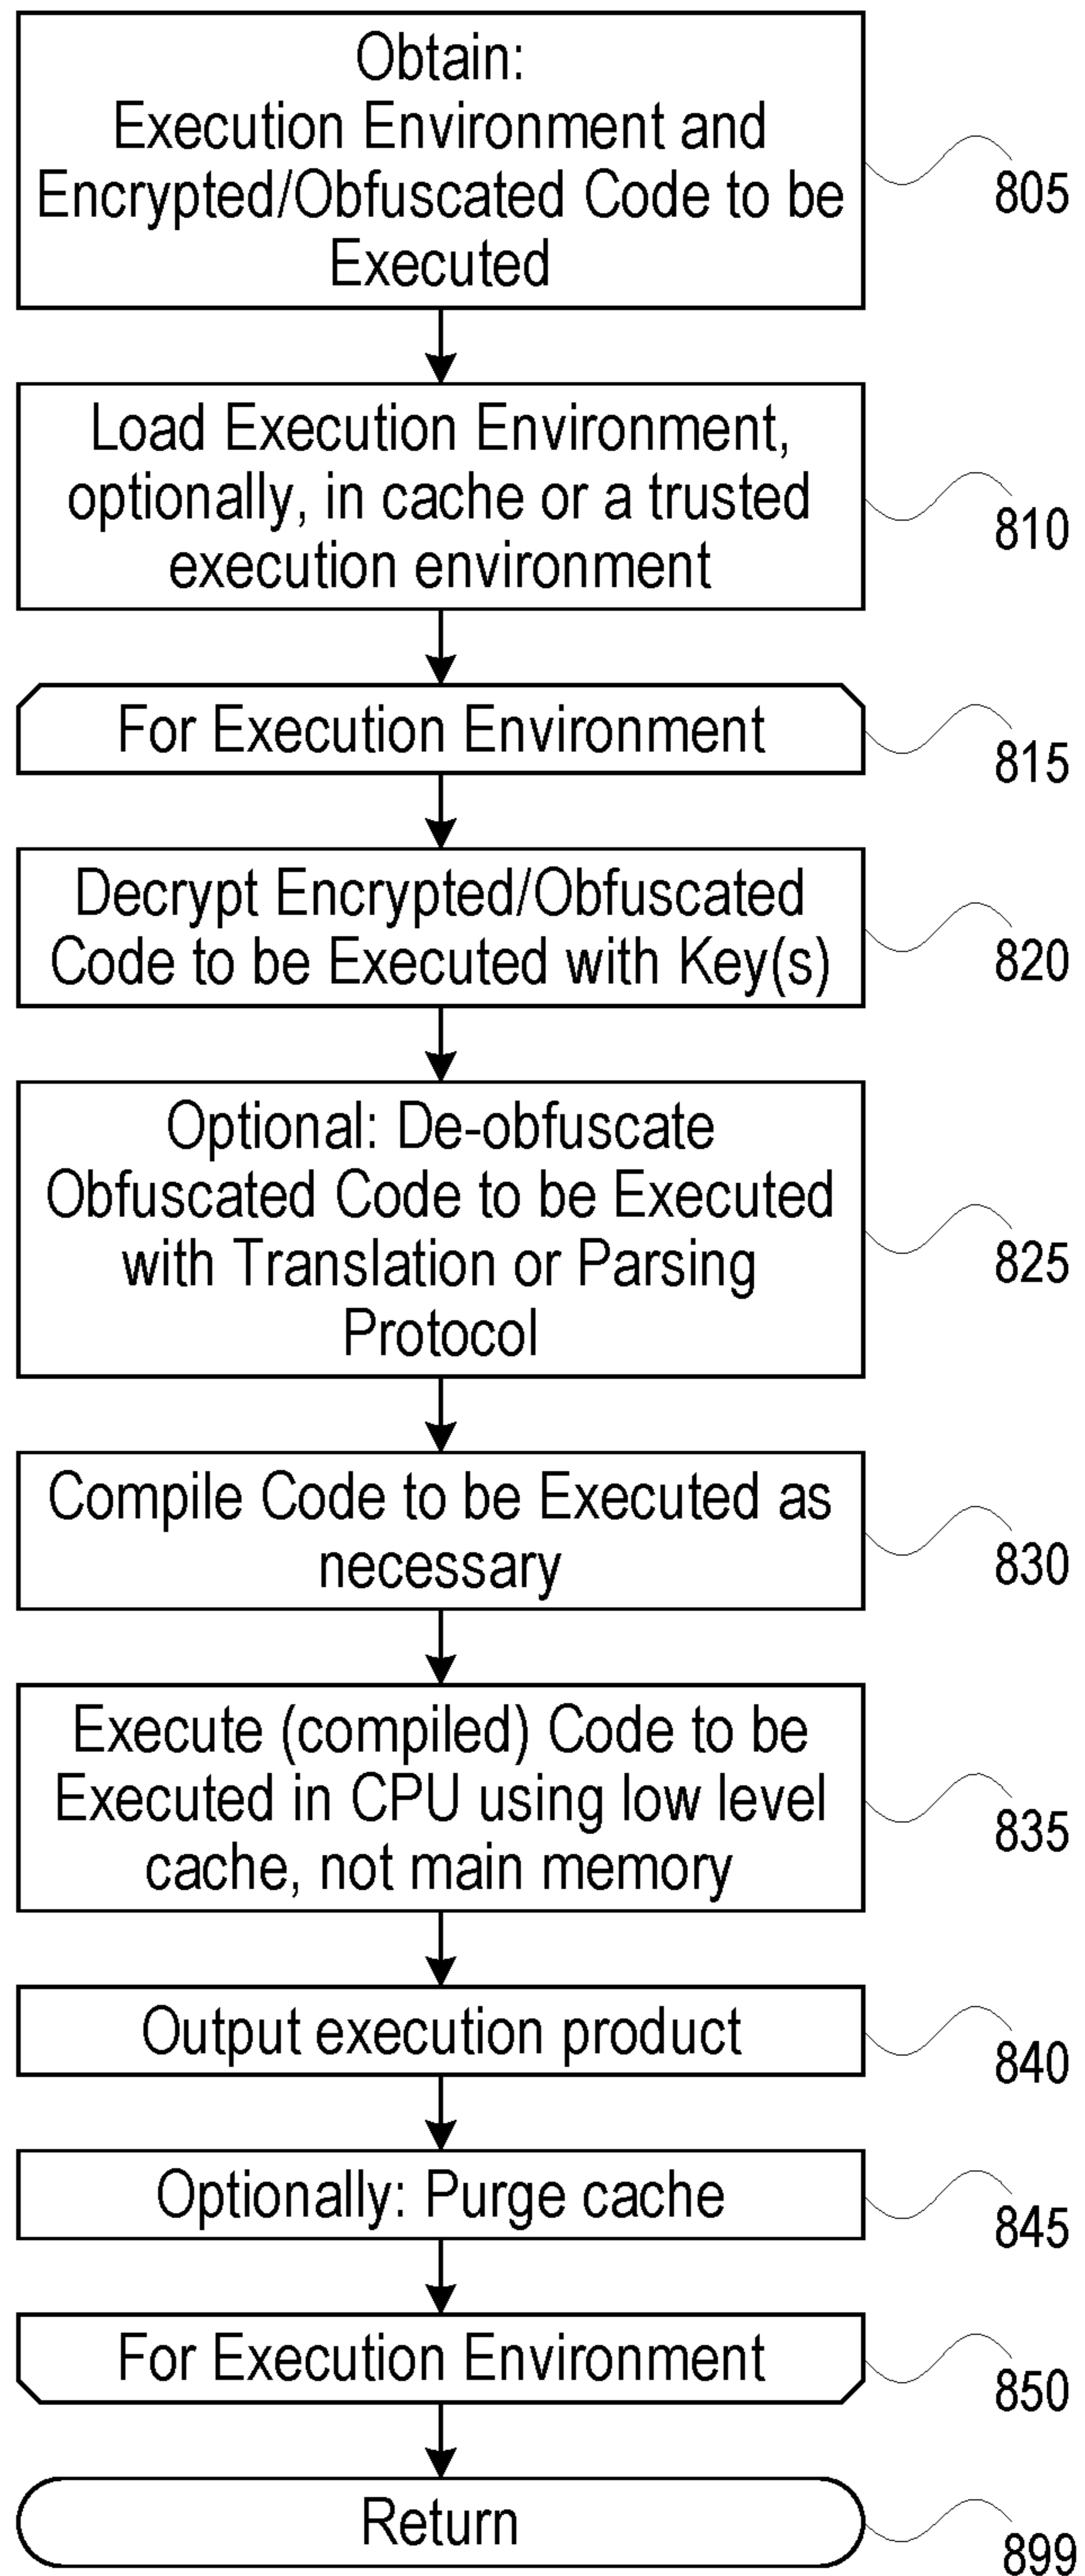 Obtain:
Execution Environment and
Encrypted/Obfuscated Code to be
Executed
805
Load Execution Environment,
optionally, in cache or a trusted
execution environment
810
For Execution Environment
815
Decrypt Encrypted/Obfuscated
Code to be Executed with Key(s)
820
Optional: De-obfuscate
Obfuscated Code to be Executed
with Translation or Parsing
Protocol
825
Compile Code to be Executed as
necessary
830
Execute (compiled) Code to be
Executed in CPU using low level
cache, not main memory
835
Output execution product
840
Optionally: Purge cache
845
For Execution Environment
850
Return
899